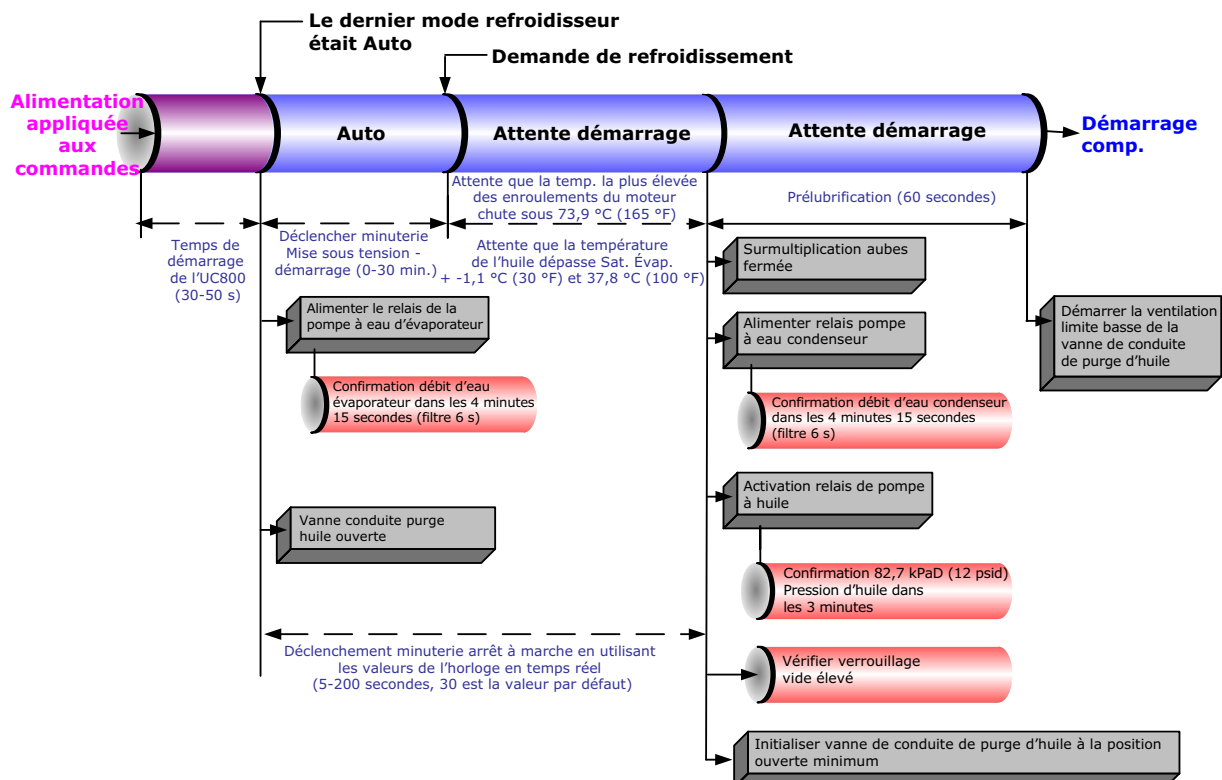 Le dernier mode refroidisseur
était Auto
Demande de refroidissement
Alimentation
appliquée
aux
commandes
Auto
Attente démarrage
Attente démarrage
Démarrage
comp.
Attente que la temp. la plus élevée
des enroulements du moteur
chute sous 73,9 °C (165 °F)
Prélubrification (60 secondes)
Temps de
démarrage
de l’UC800
(30-50 s)
Déclencher minuterie
Mise sous tension -
démarrage (0-30 min.)
Attente que la température
de l’huile dépasse Sat. Évap.
+ -1,1 °C (30 °F) et 37,8 °C (100 °F)
Surmultiplication aubes
fermée
Alimenter le relais de la
pompe à eau d’évaporateur
Alimenter relais pompe
à eau condenseur
Démarrer la ventilation
limite basse de la
vanne de conduite
de purge d’huile
Confirmation débit d’eau
évaporateur dans les 4 minutes
15 secondes (filtre 6 s)
Confirmation débit d’eau condenseur
dans les 4 minutes 15 secondes
(filtre 6 s)
Activation relais de pompe
à huile
Vanne conduite purge
huile ouverte
Confirmation 82,7 kPaD (12 psid)
Pression d’huile dans
les 3 minutes
Déclenchement minuterie arrêt à marche en utilisant
les valeurs de l’horloge en temps réel
(5-200 secondes, 30 est la valeur par défaut)
Vérifier verrouillage
vide élevé
Initialiser vanne de conduite de purge d’huile à la position
ouverte minimum